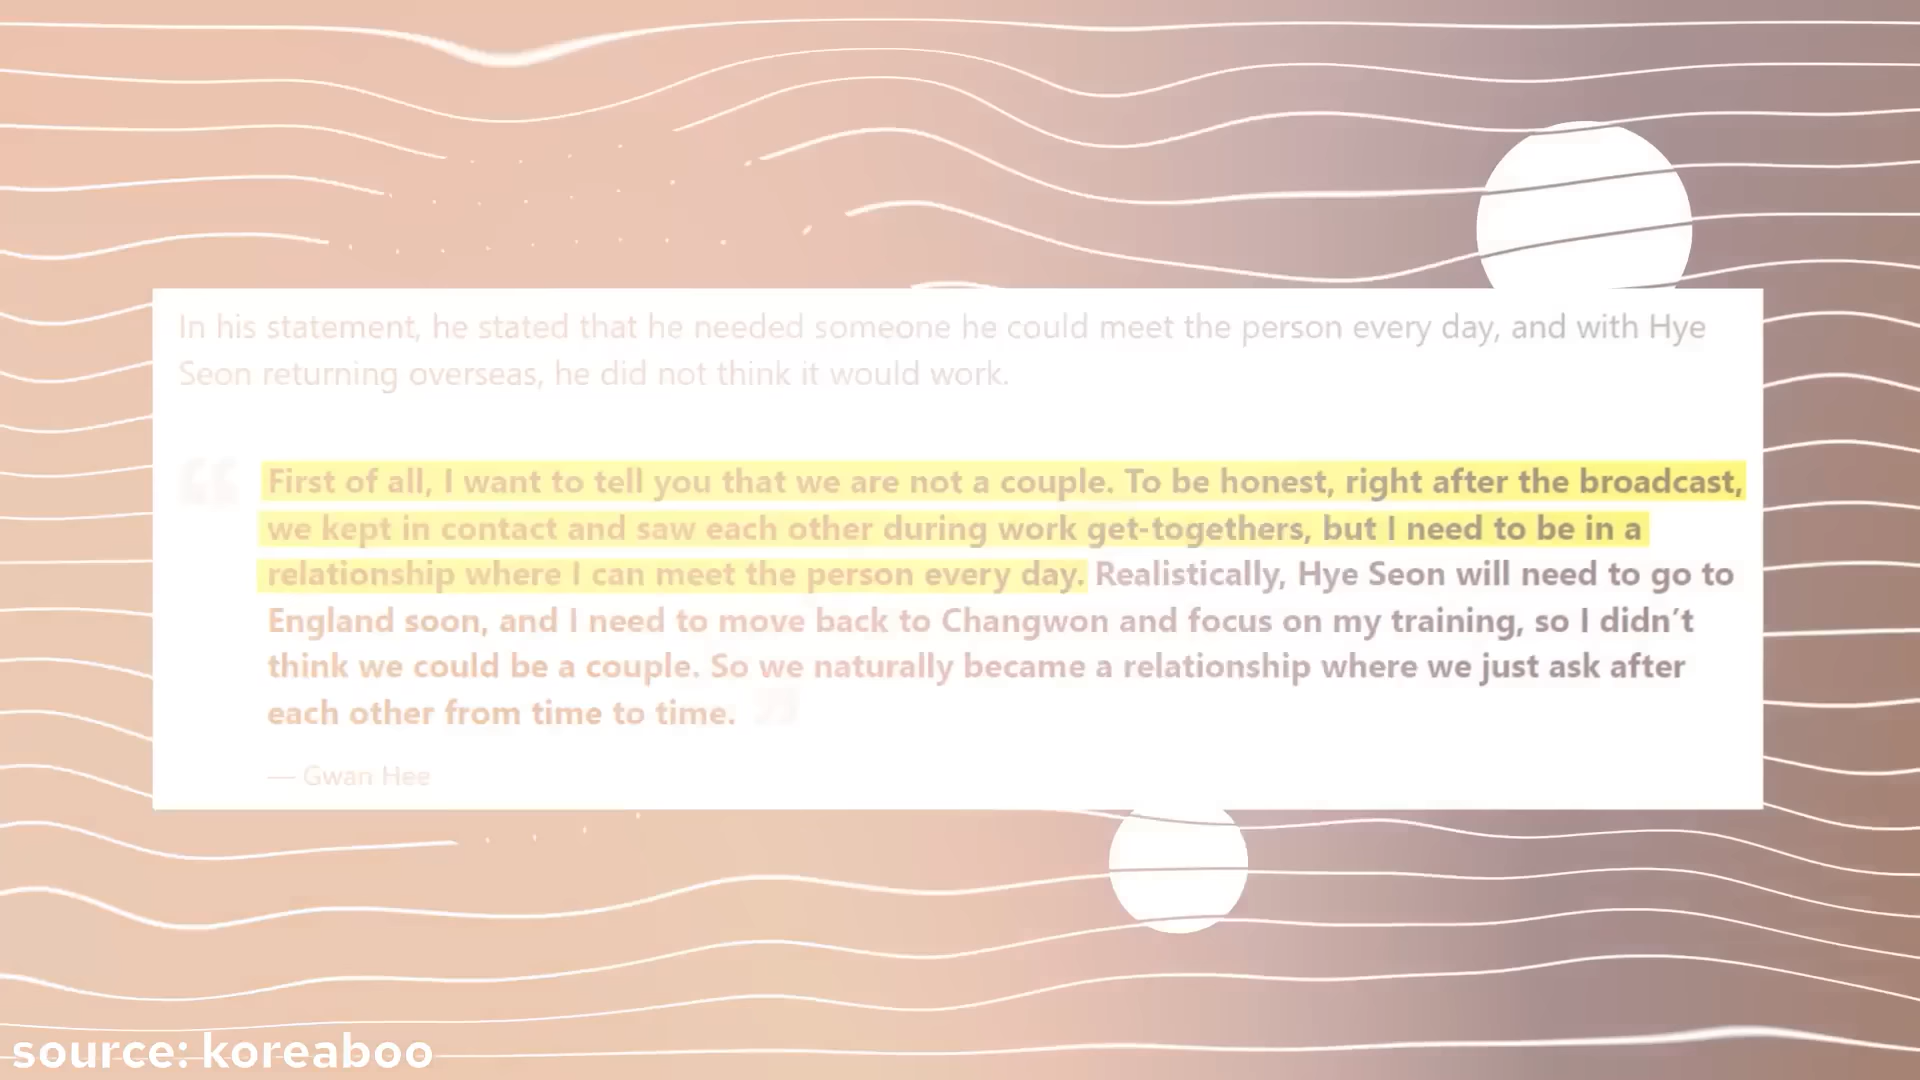 In his statement, he stated that he needed someone he could meet the person every day, and with Hye
Seon returning overseas, he did not think it would work.
“ First of all, I want to tell you that we are not a couple. To be honest, right after the broadcast,
we kept in contact and saw each other during work get-togethers, but I need to be in a
relationship where I can meet the person every day. Realistically, Hye Seon will need to go to
England soon, and I need to move back to Changwon and focus on my training, so I didn’t
think we could be a couple. So we naturally became a relationship where we just ask after
each other from time to time. ”
— Gwan Hee
source: koreaboo